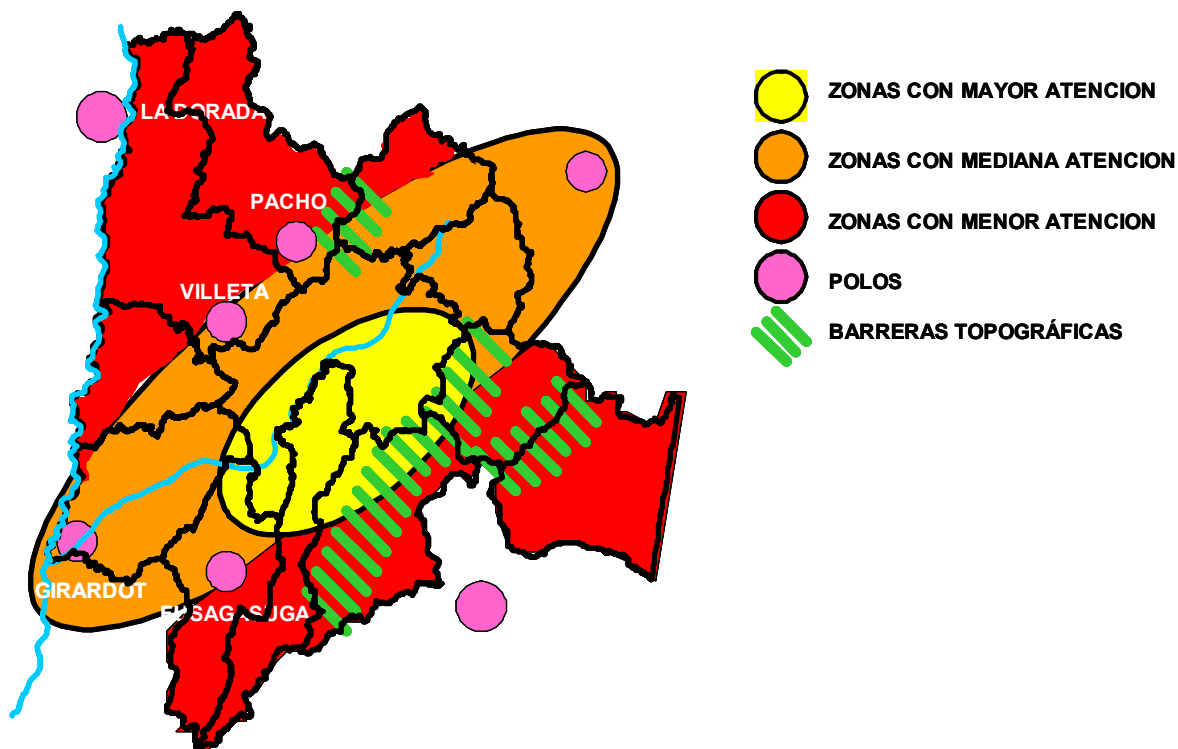 LA DORADA
PACHO
VILLETA
GIRARDOT
FUSAGASUGA
ZONAS CON MAYOR ATENCION
ZONAS CON MEDIANA ATENCION
ZONAS CON MENOR ATENCION
POLOS
BARRERAS TOPOGRÁFICAS